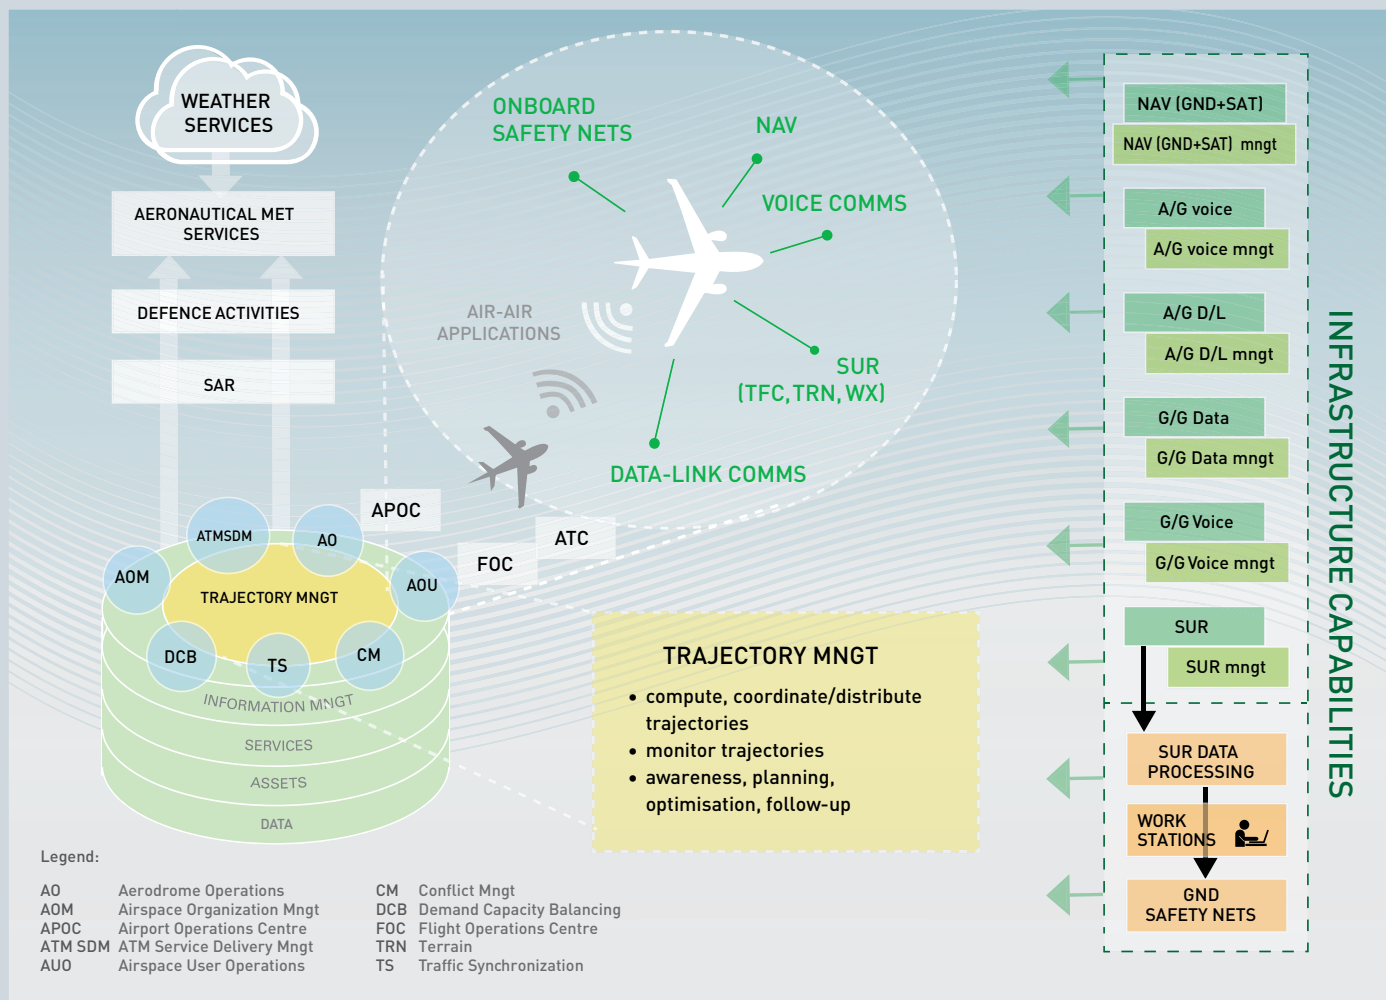 WEATHER
SERVICES
AERONAUTICAL MET
SERVICES
DEFENCE ACTIVITIES
SAR
ONBOARD
SAFETY NETS
NAV
VOICE COMMS
AIR-AIR
APPLICATIONS
SUR
(TFC, TRN, WX)
DATA-LINK COMMS
APOC
ATC
FOC
ATMSDM
AO
AOM
AOU
TRAJECTORY MNGT
DCB
TS
CM
INFORMATION MNGT
SERVICES
ASSETS
DATA
TRAJECTORY MNGT
• compute, coordinate/distribute
trajectories
• monitor trajectories
• awareness, planning,
optimisation, follow-up
NAV (GND+SAT)
NAV (GND+SAT) mngt
A/G voice
A/G voice mngt
A/G D/L
A/G D/L mngt
G/G Data
G/G Data mngt
G/G Voice
G/G Voice mngt
SUR
SUR mngt
SUR DATA
PROCESSING
WORK
STATIONS
GND
SAFETY NETS
INFRASTRUCTURE CAPABILITIES
Legend:
AO Aerodrome Operations
AOM Airspace Organization Mngt
APOC Airport Operations Centre
ATM SDM ATM Service Delivery Mngt
AUO Airspace User Operations
CM Conflict Mngt
DCB Demand Capacity Balancing
FOC Flight Operations Centre
TRN Terrain
TS Traffic Synchronization